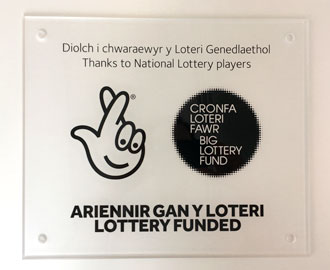 Diolch i chwaraewyr y Loteri Genedlaethol
Thanks to National Lottery players
CRONFA
LOTERI
FAWR
BIG
LOTTERY
FUND
ARIENNIR GAN Y LOTERI
LOTTERY FUNDED